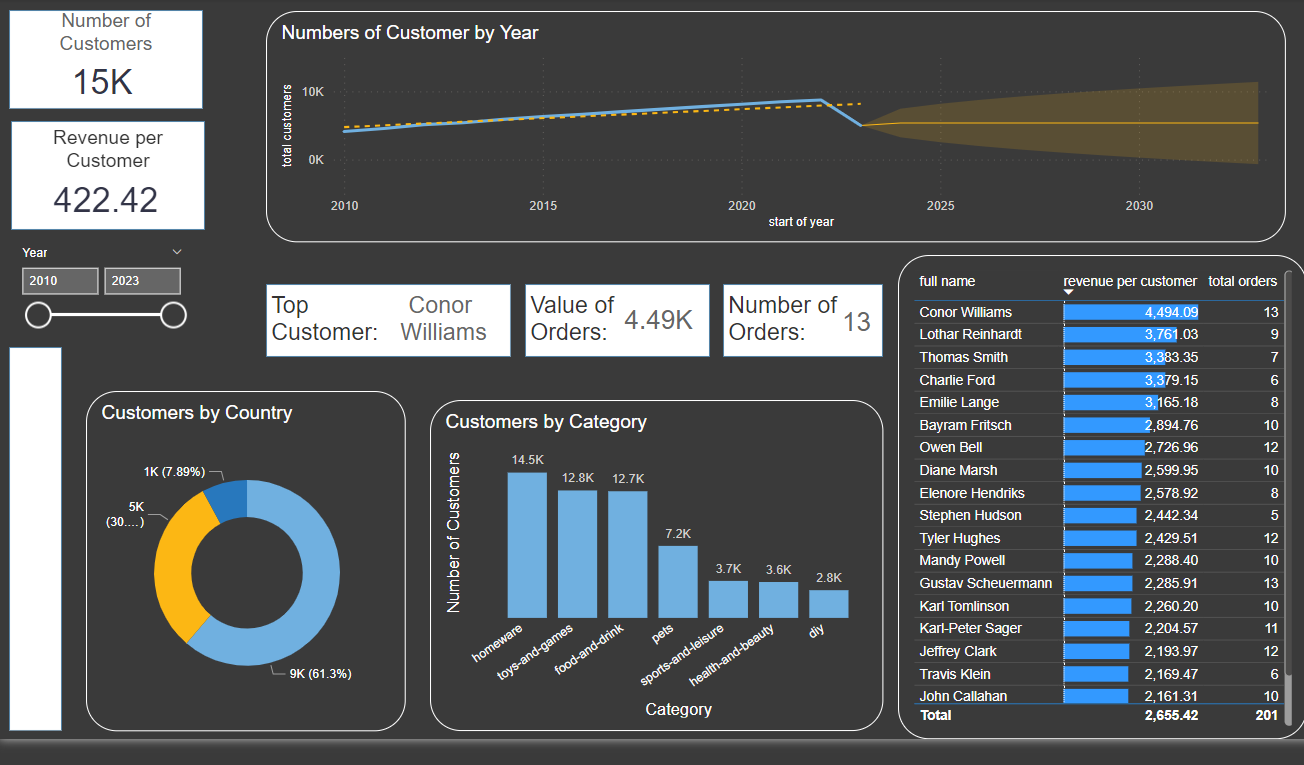 Number of
Customers
15K
Revenue per
Customer
422.42
Year
2010 2023
Numbers of Customer by Year
total customers
10K
0K
2010 2015 2020 2025 2030
start of year
Top
Customer:
Conor
Williams
Value of
Orders:
4.49K
Number of
Orders:
13
Customers by Country
1K (7.89%)
5K
(30....)
9K (61.3%)
Customers by Category
Number of Customers
14.5K 12.8K 12.7K 7.2K 3.7K 3.6K 2.8K
homeware toys-and-games food-and-drink pets sports-and-leisure health-and-beauty diy
Category
full name revenue per customer total orders
Conor Williams 4,494.09 13
Lothar Reinhardt 3,761.03 9
Thomas Smith 3,383.35 7
Charlie Ford 3,379.15 6
Emilie Lange 3,165.18 8
Bayram Fritsch 2,894.76 10
Owen Bell 2,726.96 12
Diane Marsh 2,599.95 10
Elenore Hendriks 2,578.92 8
Stephen Hudson 2,442.34 5
Tyler Hughes 2,429.51 12
Mandy Powell 2,288.40 10
Gustav Scheuermann 2,285.91 13
Karl Tomlinson 2,260.20 10
Karl-Peter Sager 2,204.57 11
Jeffrey Clark 2,193.97 12
Travis Klein 2,169.47 6
John Callahan 2,161.31 10
Total 2,655.42 201